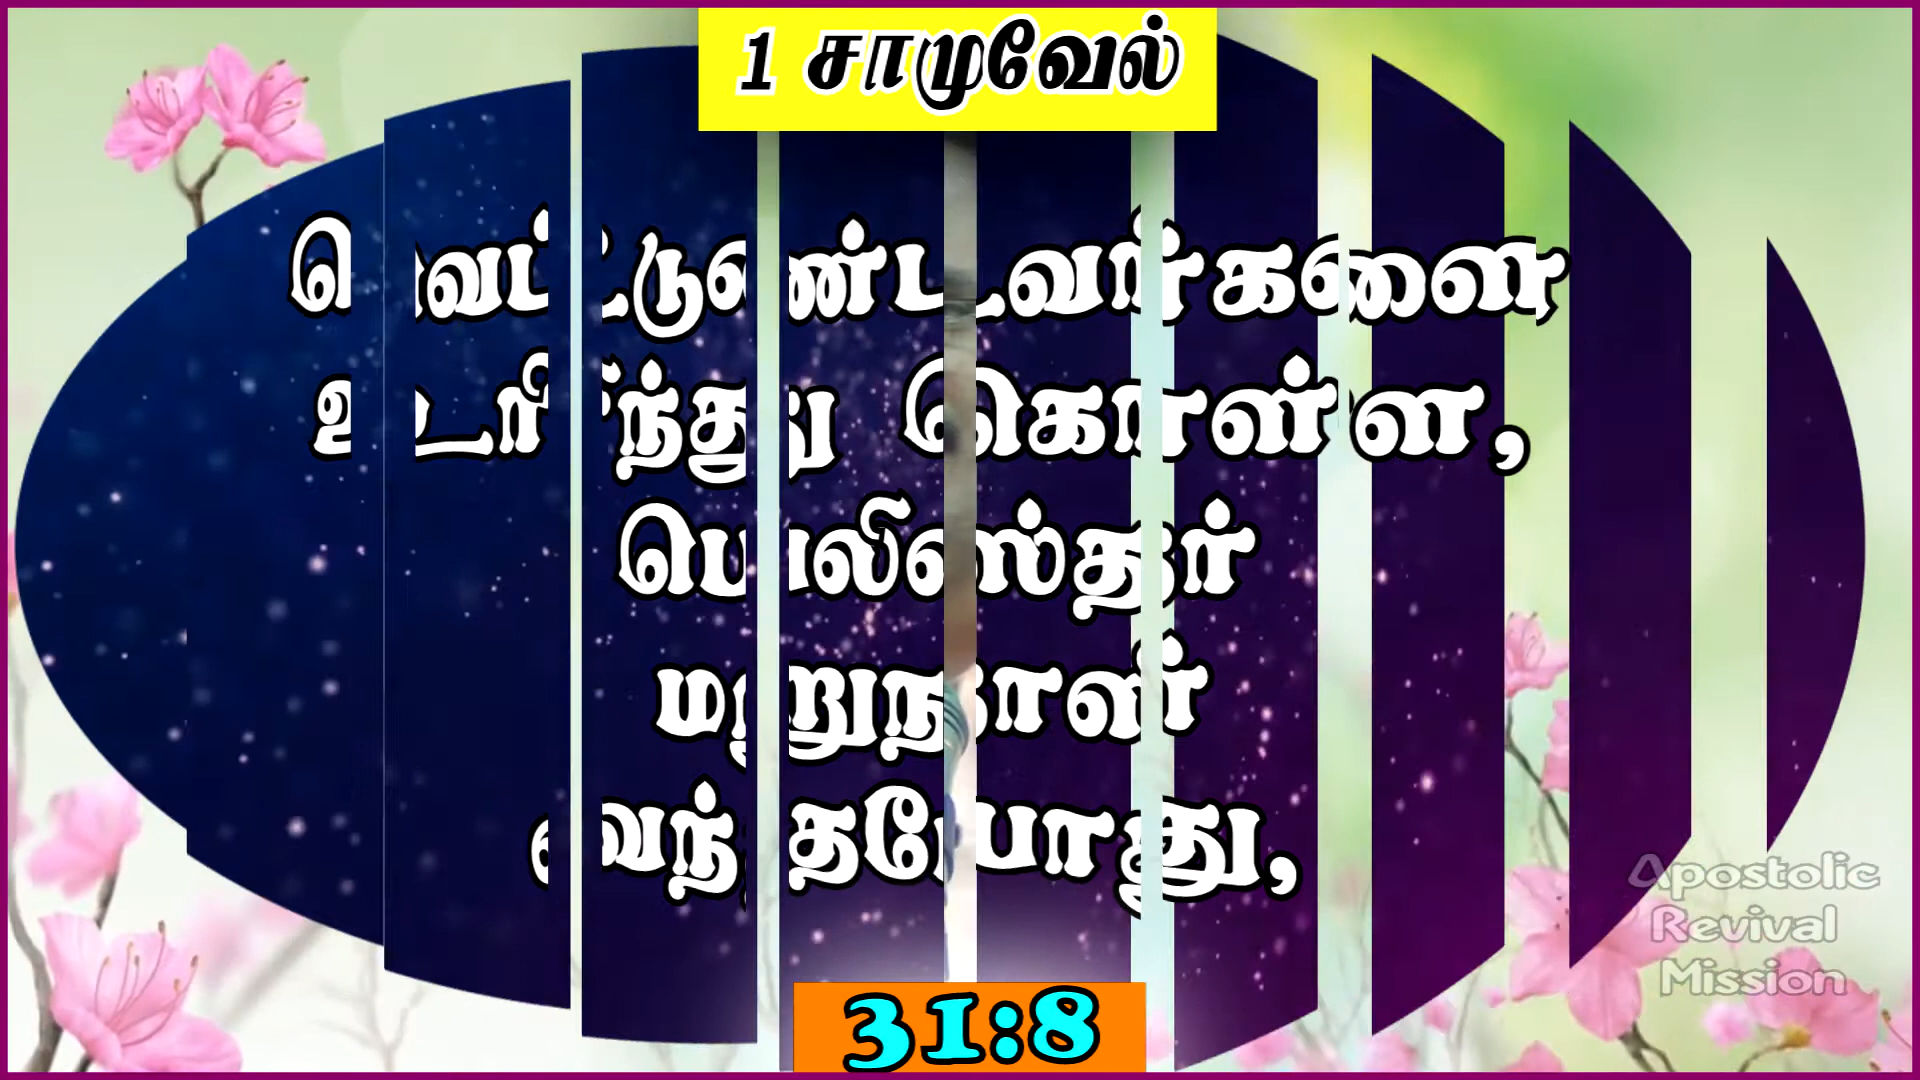 1 சாமுவேல்
வெட்டுண்டவர்களை
உரிந்து கொள்ள,
பெலிஸ்தர்
மறுநாள்
வந்தபோது,
31:8
Apostolic
Revival
Mission